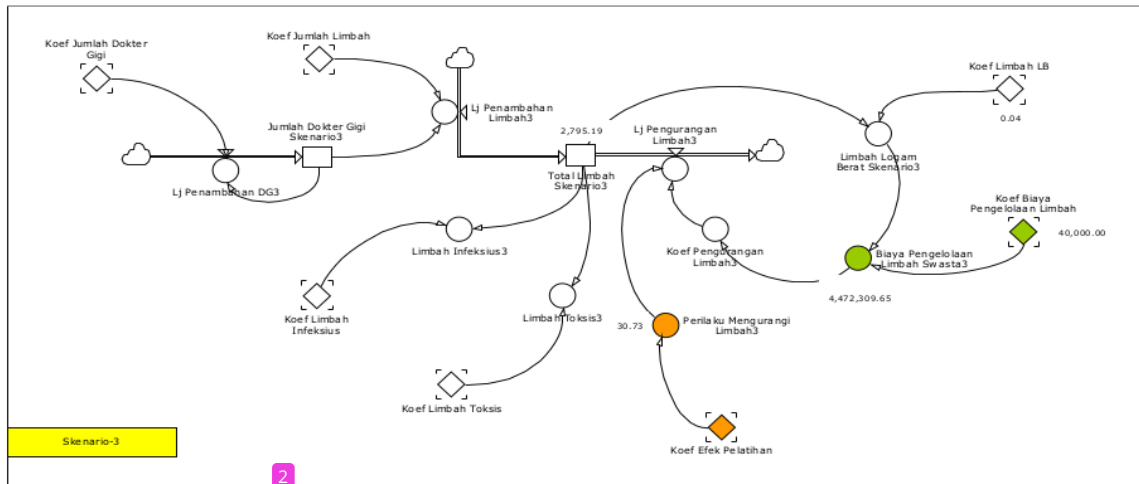 Koef Jumlah Dokter
Gigi
Koef Jumlah Limbah
Lj Penambahan
Limbah3
Koef Limbah LB
0.04
Jumlah Dokter Gigi
Skenario3
2,795.19
Lj Pengurangan
Limbah3
Limbah Logam
Berat Skenario3
Lj Penambahan DG3
Total Limbah
Skenario3
Koef Biaya
Pengelolaan Limbah
40,000.00
Limbah Infeksius3
Koef Pengurangan
Limbah3
Biaya Pengelolaan
Limbah Swasta3
4,472,309.65
Koef Limbah
Infeksius
Limbah Toksis3
30.73
Perilaku Mengurangi
Limbah3
Koef Limbah Toksis
Koef Efek Pelatihan
Skenario-3
2